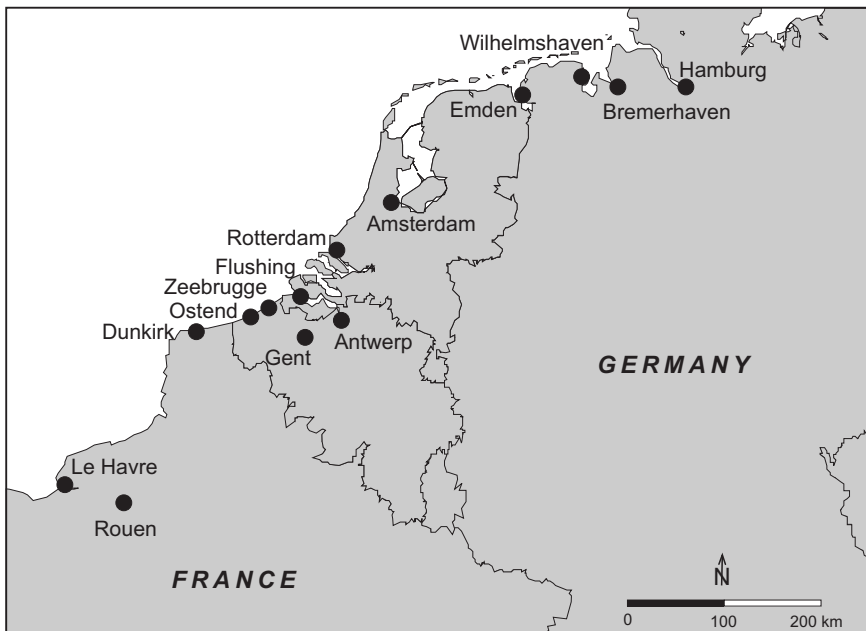 Wilhelmshaven
Hamburg
Emden
Bremerhaven
Amsterdam
Rotterdam
Flushing
Zeebrugge
Ostend
Dunkirk
Antwerp
Gent
GERMANY
Le Havre
Rouen
FRANCE
N
0 100 200 km